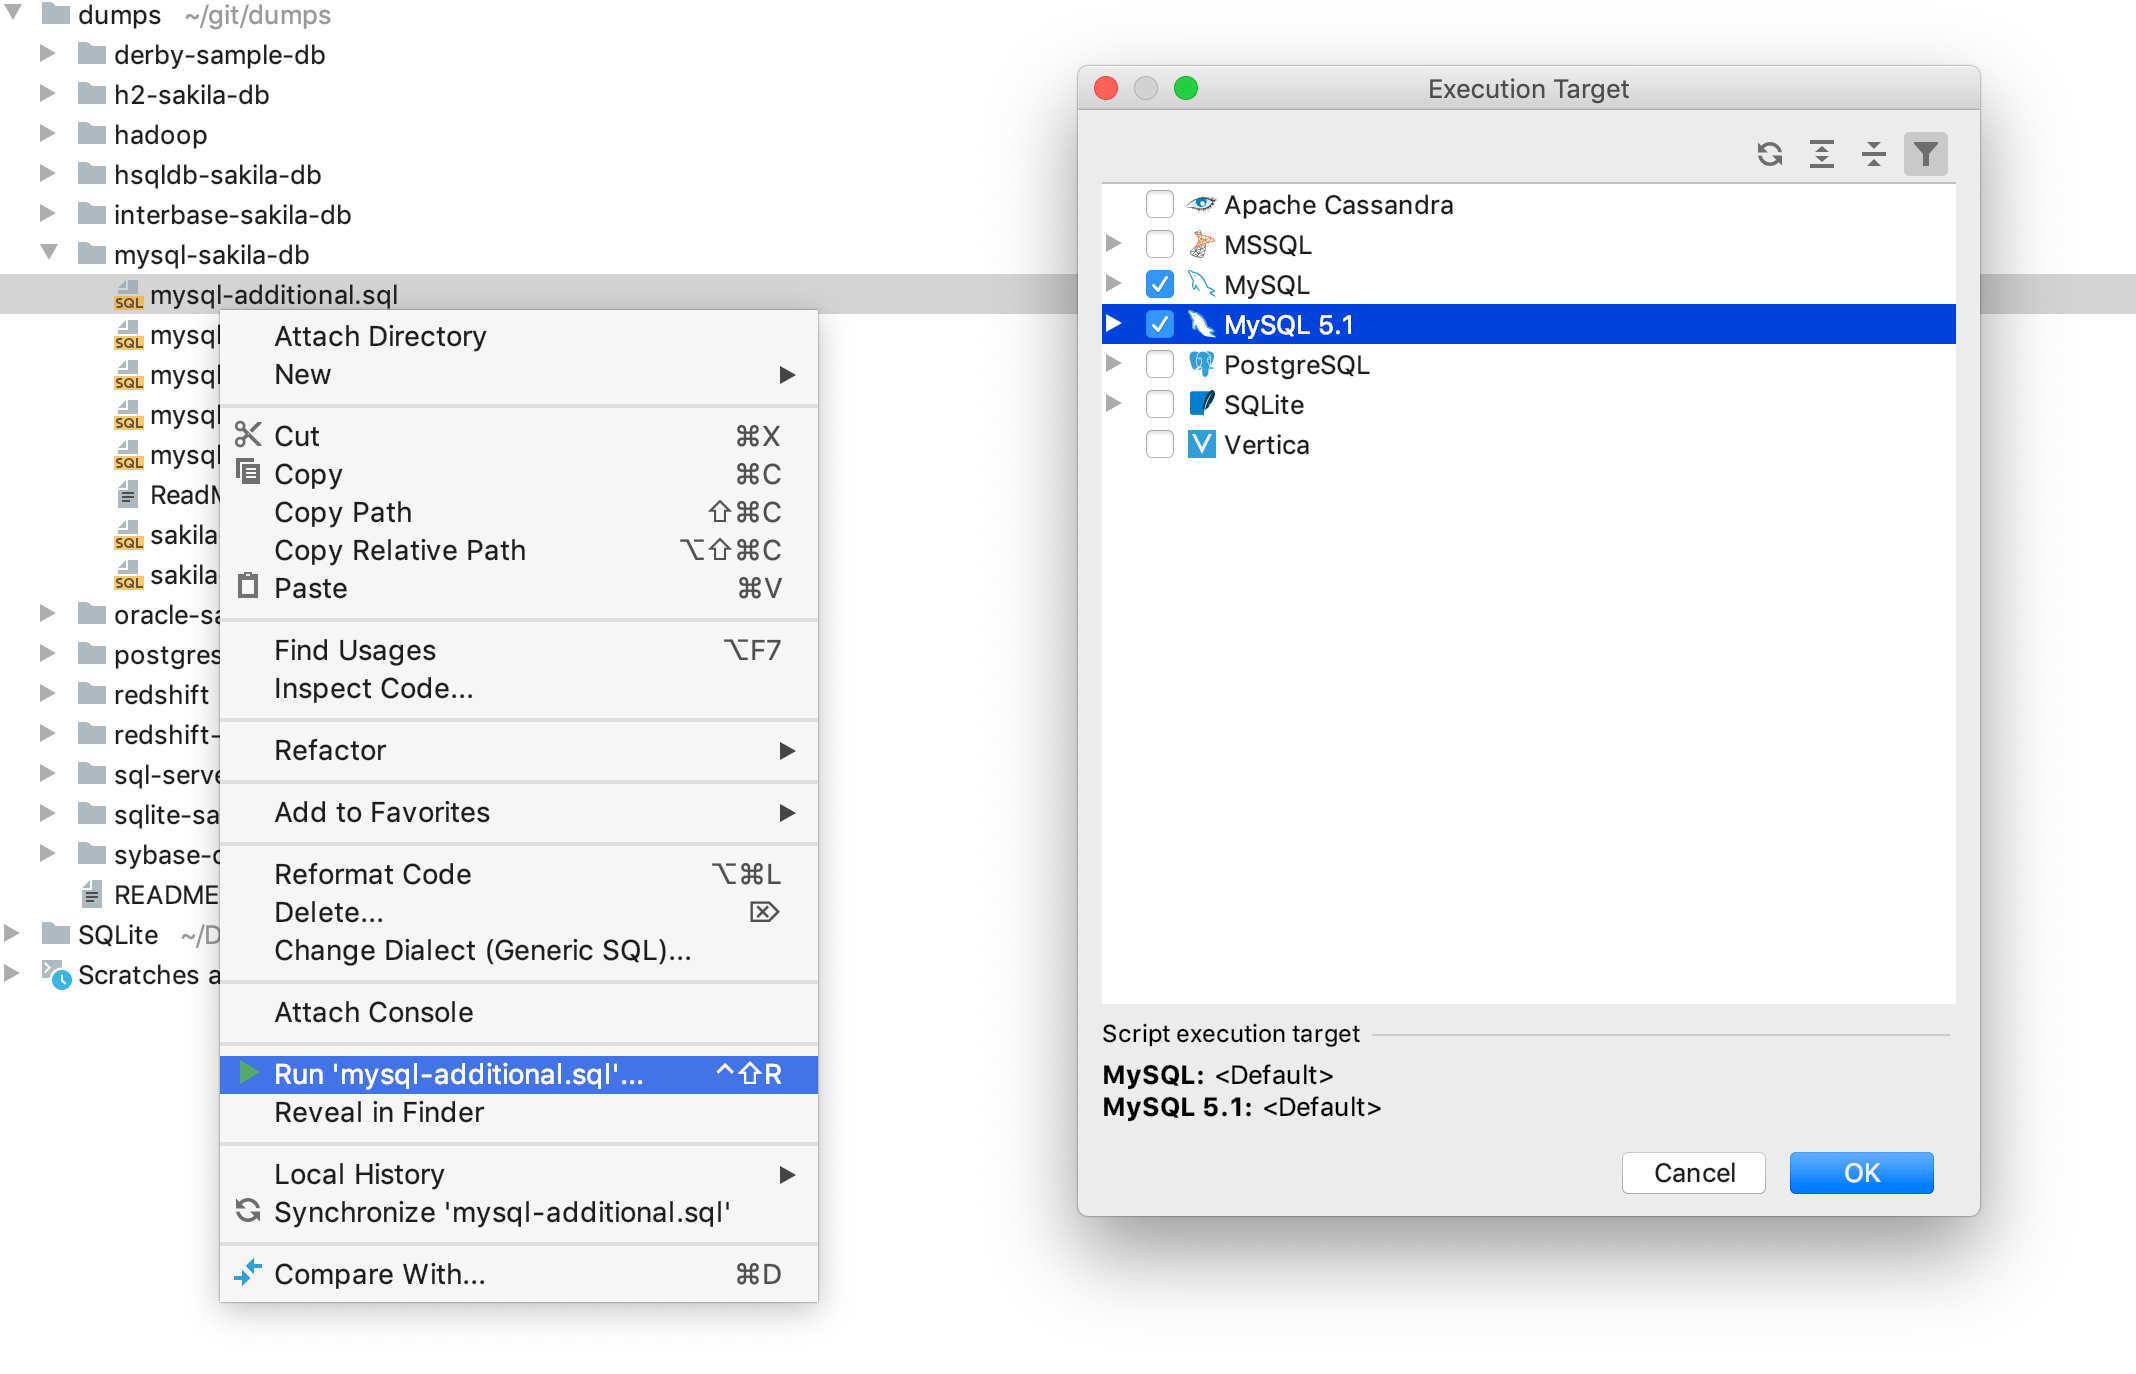 dumps ~/git/dumps
derby-sample-db
h2-sakila-db
hadoop
hsqldb-sakila-db
interbase-sakila-db
mysql-sakila-db
SQL mysql-additional.sql
SQL mysql
SQL mysql
SQL mysql
SQL mysql
ReadM
SQL sakila-
SQL sakila-
oracle-sa
postgres
redshift
redshift-
sql-serve
sqlite-sa
sybase-
README
SQLite ~/D
Scratches a
Attach Directory
New
Cut ⌘X
Copy ⌘C
Copy Path ⇧⌘C
Copy Relative Path ⌥⇧⌘C
Paste ⌘V
Find Usages ⌥F7
Inspect Code...
Refactor
Add to Favorites
Reformat Code ⌥⌘L
Delete... ⌦
Change Dialect (Generic SQL)...
Attach Console
Run 'mysql-additional.sql'... ^⇧R
Reveal in Finder
Local History
Synchronize 'mysql-additional.sql'
Compare With... ⌘D
Execution Target
Apache Cassandra
MSSQL
MySQL
MySQL 5.1
PostgreSQL
SQLite
Vertica
Script execution target
MySQL: <Default>
MySQL 5.1: <Default>
Cancel OK